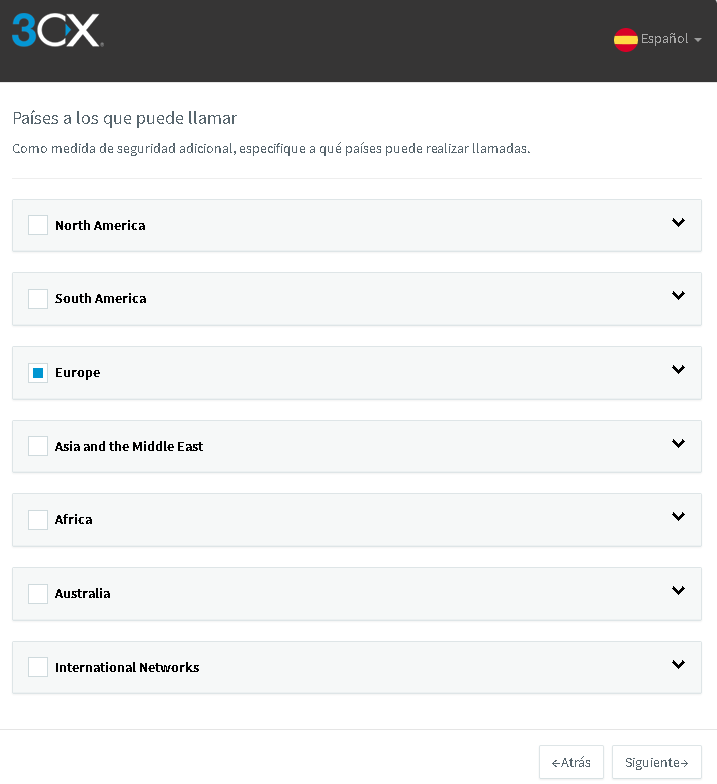 3CX
Español
Países a los que puede llamar
Como medida de seguridad adicional, especifique a qué países puede realizar llamadas.
North America
South America
Europe
Asia and the Middle East
Africa
Australia
International Networks
←Atrás Siguiente→